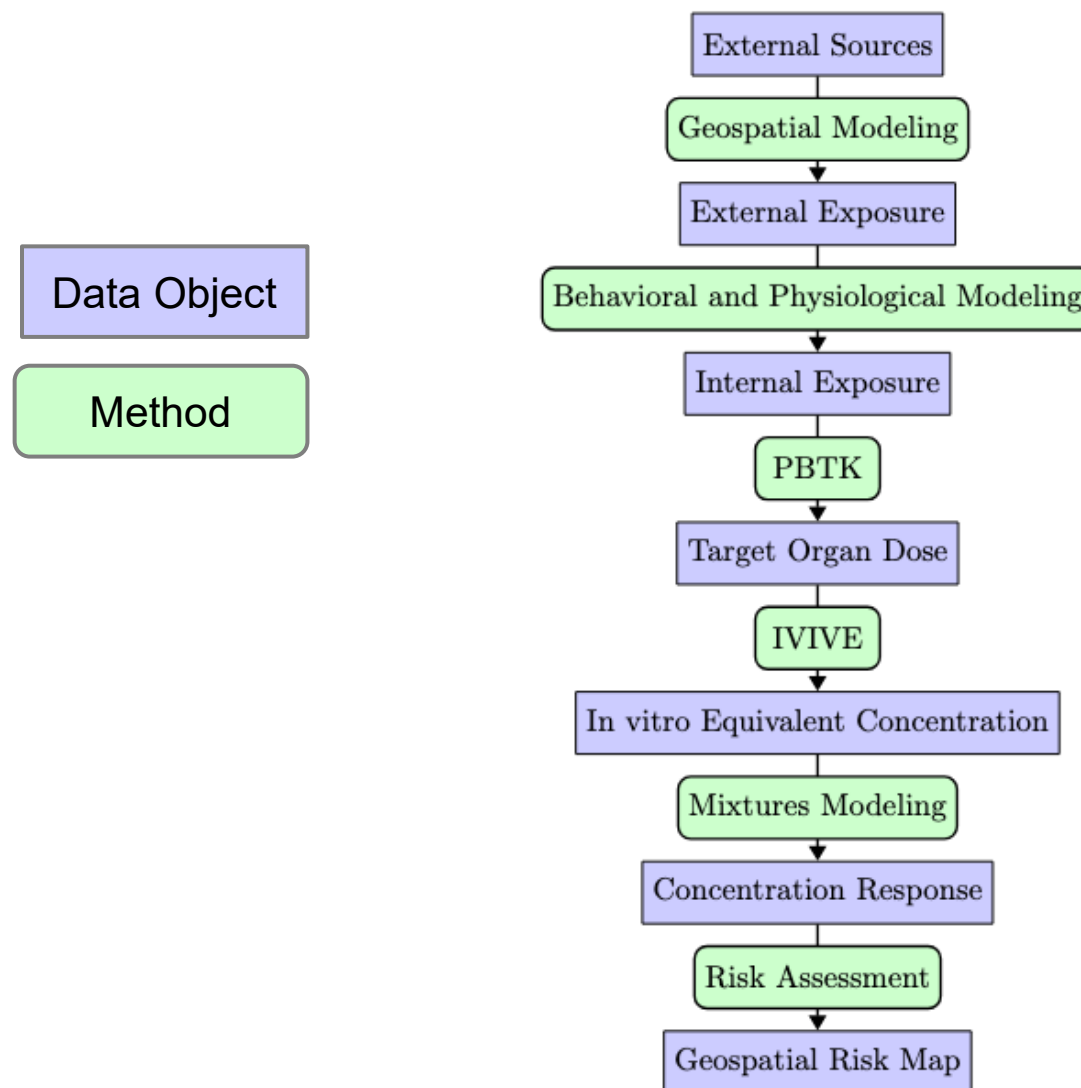 External Sources
Geospatial Modeling
External Exposure
Data Object
Behavioral and Physiological Modeling
Method
Internal Exposure
PBTK
Target Organ Dose
IVIVE
In vitro Equivalent Concentration
Mixtures Modeling
Concentration Response
Risk Assessment
Geospatial Risk Map